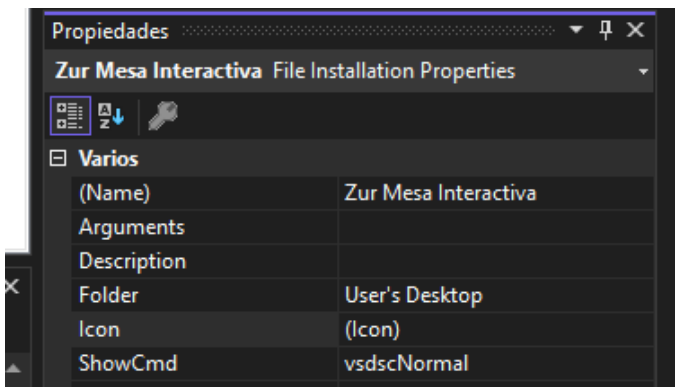 Propiedades
Zur Mesa Interactiva File Installation Properties
Varios
(Name) Zur Mesa Interactiva
Arguments
Description
Folder User's Desktop
Icon (Icon)
ShowCmd vsdscNormal